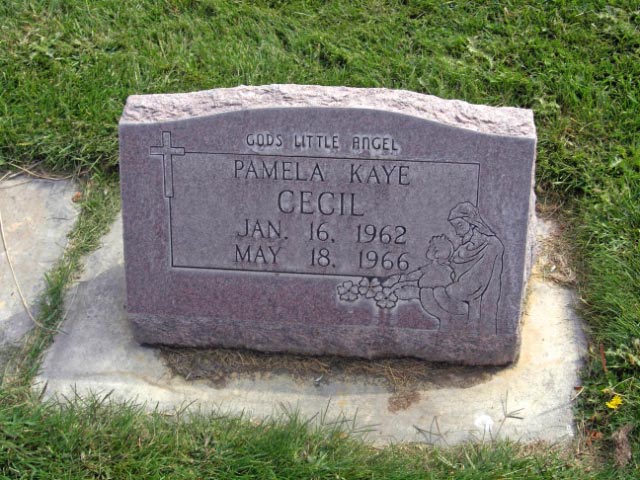 GODS LITTLE ANGEL
PAMELA KAYE
CECIL
JAN. 16, 1962
MAY 18, 1966